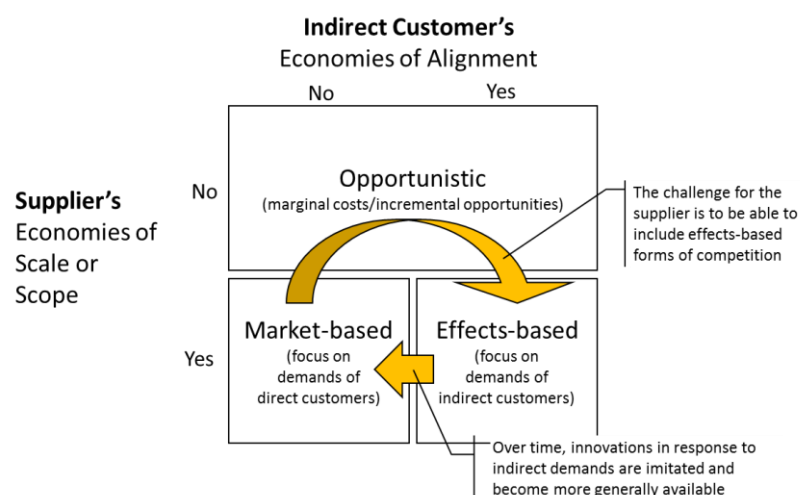 Indirect Customer's
Economies of Alignment
No
Yes
Supplier's
Economies of
Scale or
Scope
No
Opportunistic
(marginal costs/incremental opportunities)
The challenge for the
supplier is to be able to
include effects-based
forms of competition
Yes
Market-based
(focus on
demands of
direct customers)
Effects-based
(focus on
demands of
indirect customers)
Over time, innovations in response to
indirect demands are imitated and
become more generally available